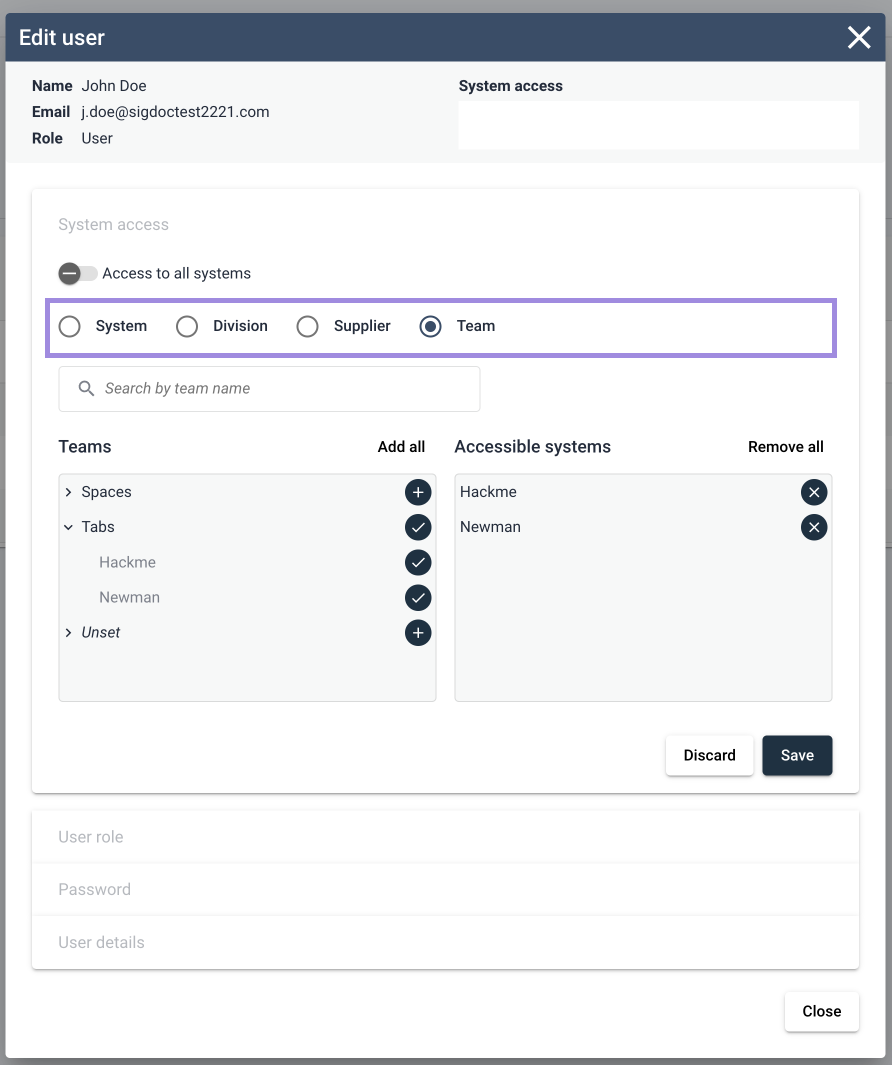 Edit user
Name John Doe
Email j.doe@sigdoctest2221.com
Role User
System access
System access
Access to all systems
System Division Supplier Team
Search by team name
Teams Add all
Accessible systems Remove all
Spaces
Tabs
Hackme
Newman
Unset
Hackme
Newman
Discard Save
User role
Password
User details
Close